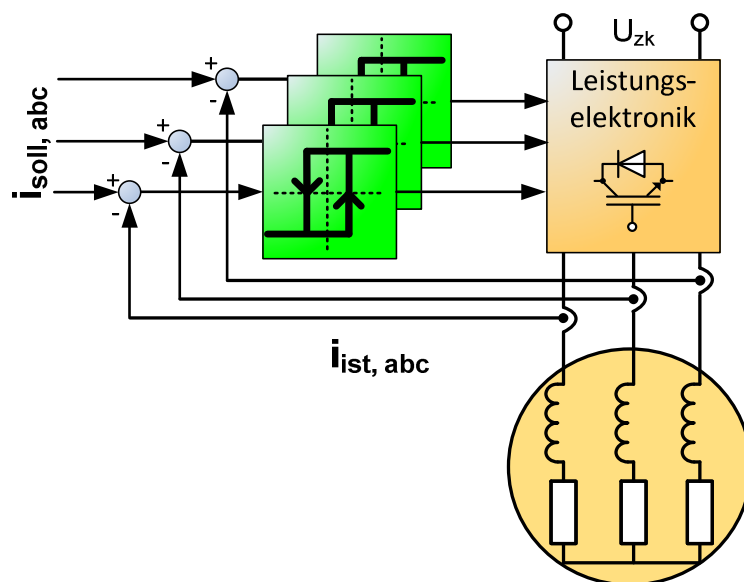 U_zk
Leistungs-
elektronik
+
-
+
-
+
-
i_soll, abc
i_ist, abc